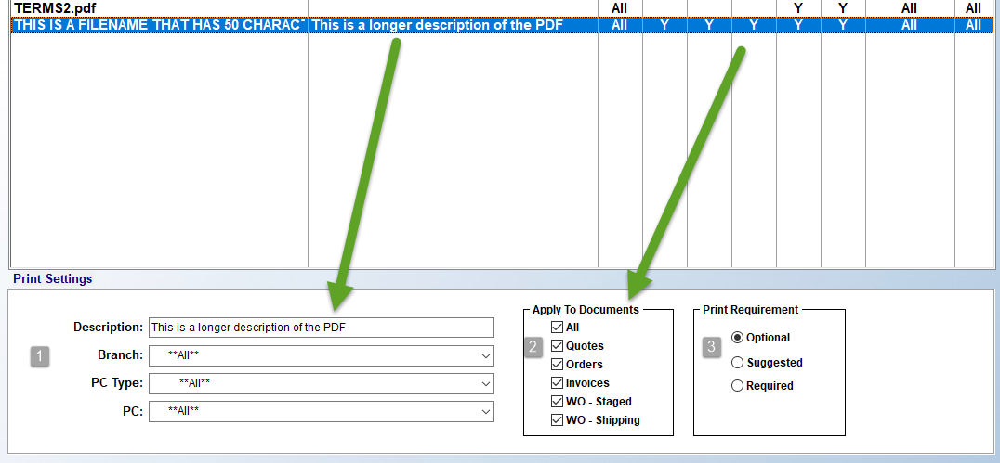 TERMS2.pdf All Y Y All All
THIS IS A FILENAME THAT HAS 50 CHARAC This is a longer description of the PDF All Y Y Y Y Y All All
Print Settings
1
Description: This is a longer description of the PDF
Branch: **All**
PC Type: **All**
PC: **All**
2
Apply To Documents
All
Quotes
Orders
Invoices
WO - Staged
WO - Shipping
3
Print Requirement
Optional
Suggested
Required